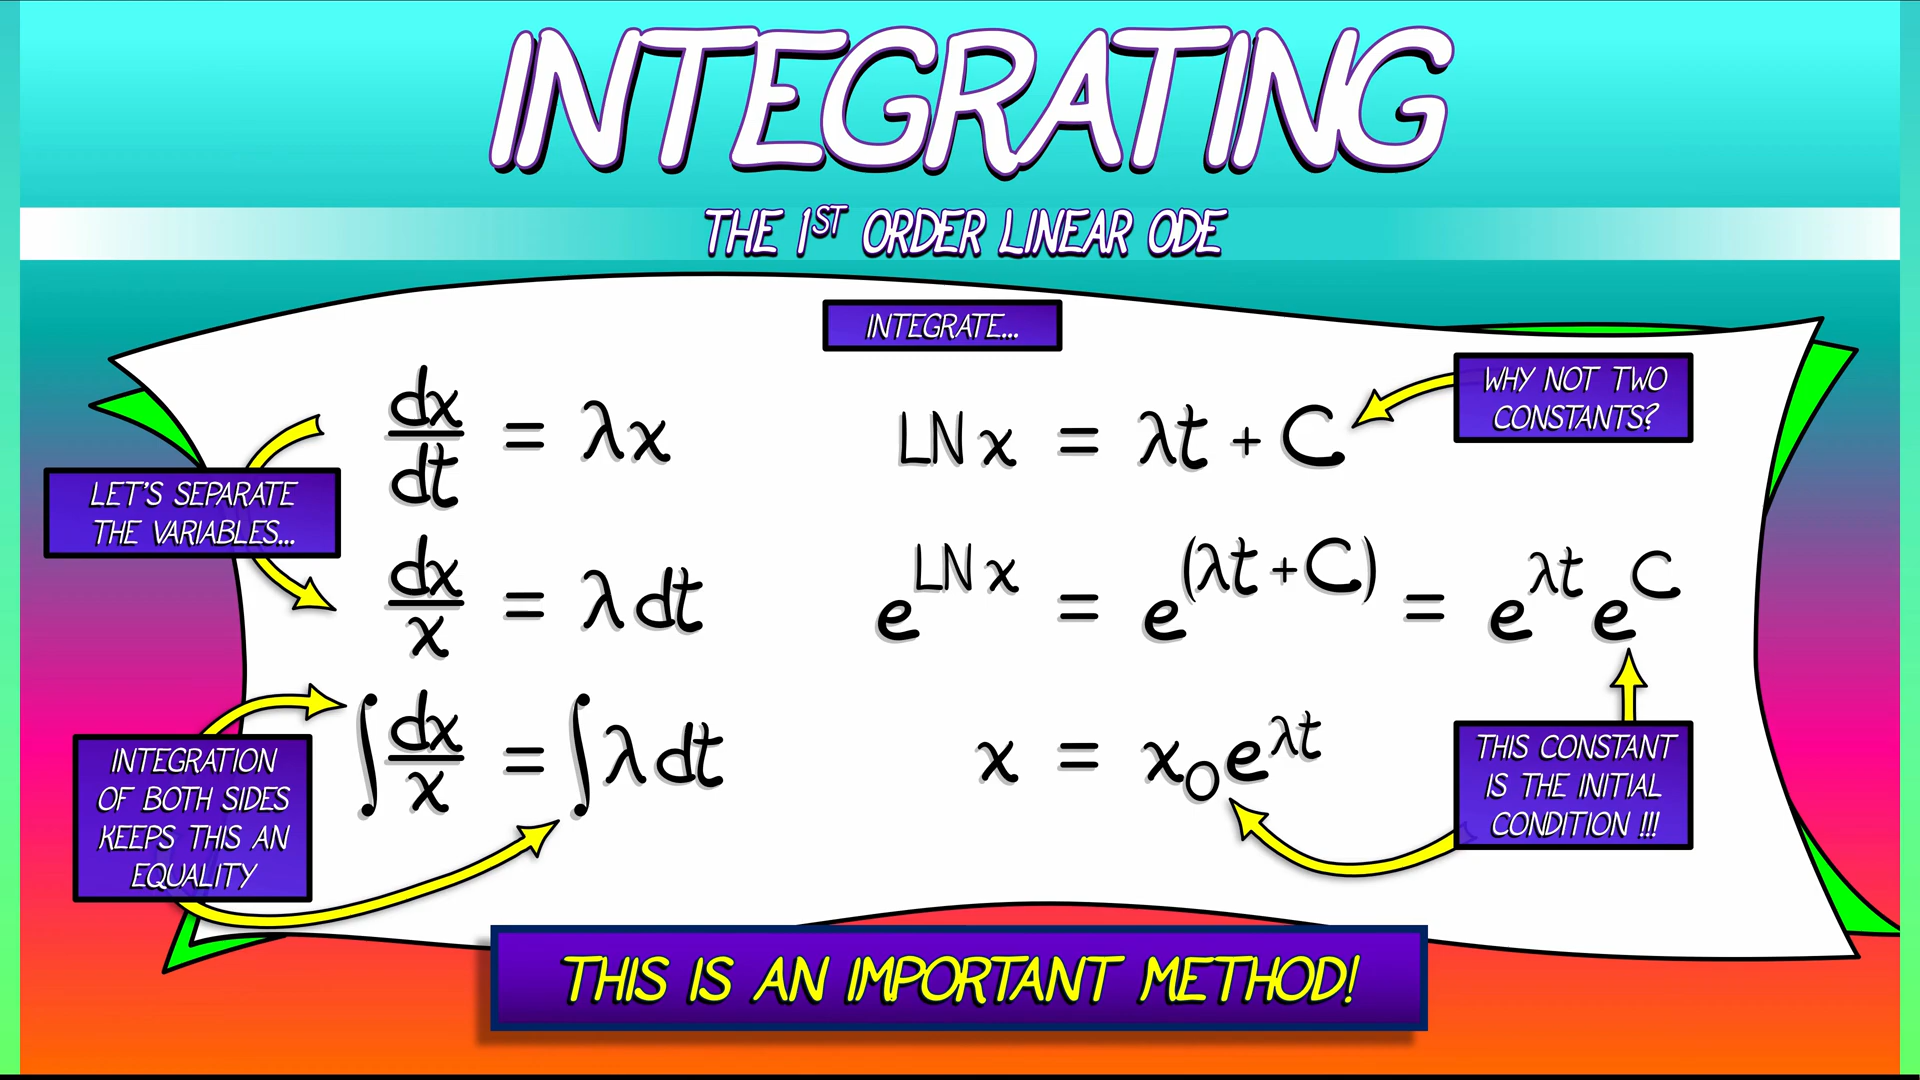 INTEGRATING
THE 1ST ORDER LINEAR ODE
LET'S SEPARATE
THE VARIABLES...
dx/dt = λx
dx/x = λ dt
∫ dx/x = ∫ λ dt
INTEGRATION
OF BOTH SIDES
KEEPS THIS AN
EQUALITY
INTEGRATE...
LN x = λt + C
WHY NOT TWO
CONSTANTS?
e^(LN x) = e^(λt + C) = e^(λt) e^C
x = x₀e^(λt)
THIS CONSTANT
IS THE INITIAL
CONDITION !!!
THIS IS AN IMPORTANT METHOD!